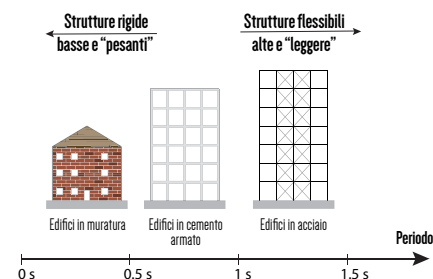 Strutture rigide
basse e “pesanti”
Strutture flessibili
alte e “leggere”
Edifici in muratura
Edifici in cemento
armato
Edifici in acciaio
Periodo
0 s
0.5 s
1 s
1.5 s